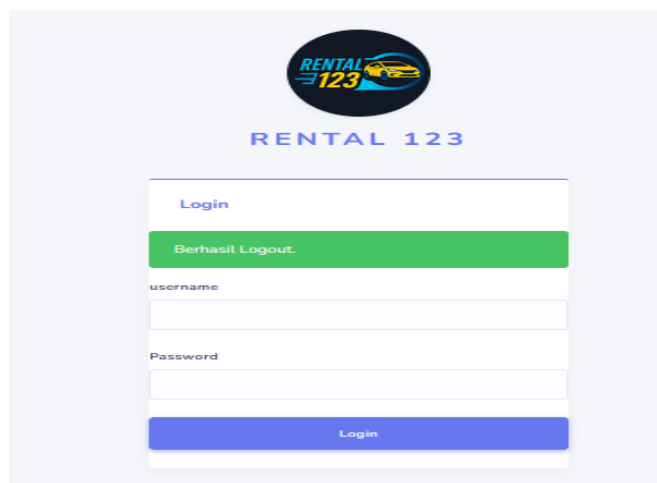 RENTAL
123
RENTAL 123
Login
Berhasil Logout.
username
Password
Login